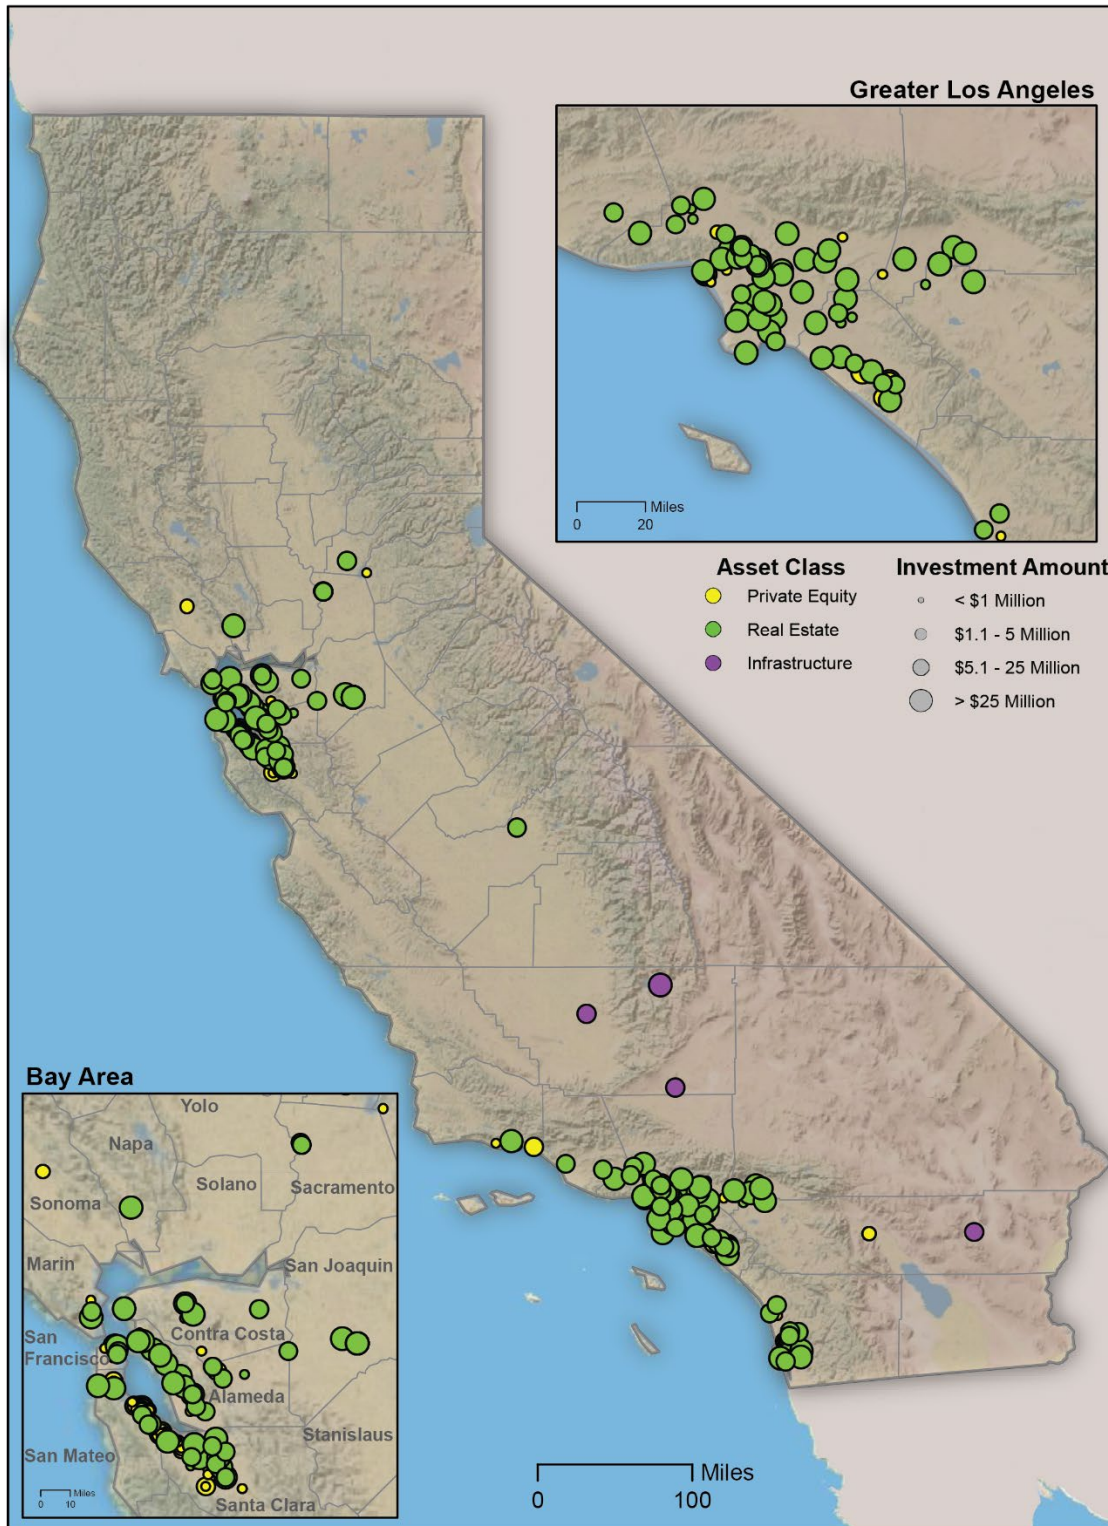 Greater Los Angeles
Miles
0 20
Asset Class
Private Equity
Real Estate
Infrastructure
Investment Amount
< $1 Million
$1.1 - 5 Million
$5.1 - 25 Million
> $25 Million
Bay Area
Yolo
Napa
Solano
Sonoma
Sacramento
Marin
San Joaquin
San
Francisco
Contra Costa
Alameda
Stanislaus
San Mateo
Santa Clara
Miles
0 10
Miles
0 100